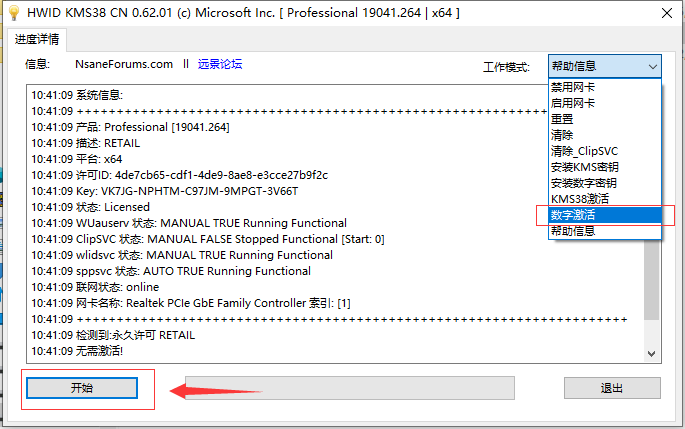 HWID KMS38 CN 0.62.01 (c) Microsoft Inc. [ Professional 19041.264 | x64 ]
进度详情
信息: NsaneForums.com ll 远景论坛 工作模式: 帮助信息
禁用网卡
启用网卡
重置
清除
清除_ClipSVC
安装KMS密钥
安装数字密钥
KMS38激活
数字激活
帮助信息
10:41:09 系统信息:
10:41:09 ++++++++++++++++++++++++++++++++++++++++++++++++++++++++
10:41:09 产品: Professional [19041.264]
10:41:09 描述: RETAIL
10:41:09 平台: x64
10:41:09 许可ID: 4de7cb65-cdf1-4de9-8ae8-e3cce27b9f2c
10:41:09 Key: VK7JG-NPHTM-C97JM-9MPGT-3V66T
10:41:09 状态: Licensed
10:41:09 WUauserv 状态: MANUAL TRUE Running Functional
10:41:09 ClipSVC 状态: MANUAL FALSE Stopped Functional [Start: 0]
10:41:09 wlidsvc 状态: MANUAL TRUE Running Functional
10:41:09 sppsvc 状态: AUTO TRUE Running Functional
10:41:09 联网状态: online
10:41:09 网卡名称: Realtek PCIe GbE Family Controller 索引: [1]
10:41:09 +++++++++++++++++++++++++++++++++++++++++++++++++++++++++++++++++
10:41:09 检测到:永久许可 RETAIL
10:41:09 无需激活!
开始 退出